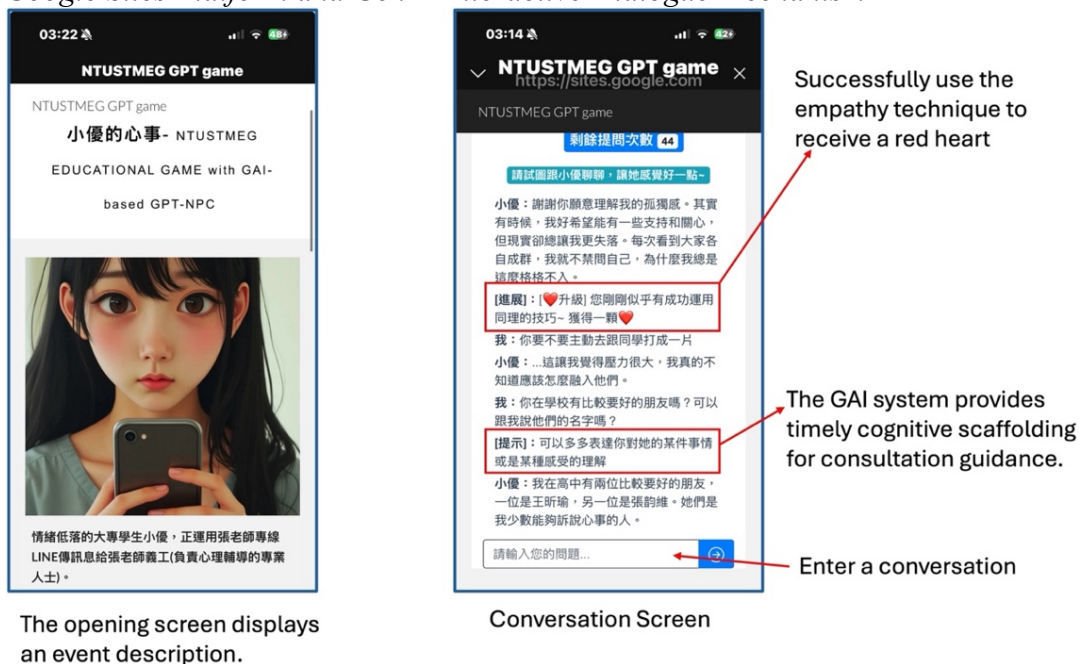 03:22
48
NTUSTMEG GPT game
NTUSTMEG GPT game
小優的心事- NTUSTMEG
EDUCATIONAL GAME with GAI-
based GPT-NPC
情緒低落的大專學生小優，正運用張老師專線
LINE傳訊息給張老師義工(負責心理輔導的專業
人士)。
The opening screen displays
an event description.
03:14
42
NTUSTMEG GPT game
https://sites.google.com
NTUSTMEG GPT game
剩餘提問次數 44
請試圖跟小優聊聊，讓她感覺好一點~
小優：謝謝你願意理解我的孤獨感。其實
有時候，我好希望能有一些支持和關心，
但現實卻總讓我更失落。每次看到大家各
自成群，我就不禁問自己，為什麼我總是
這麼格格不入。
[進展]：[❤️升級] 您剛剛似乎有成功運用
同理的技巧~ 獲得一顆❤️
我：你要不要主動去跟同學打成一片
小優：...這讓我覺得壓力很大，我真的不
知道應該怎麼融入他們。
我：你在學校有比較要好的朋友嗎？可以
跟我說他們的名字嗎？
[提示]：可以多多表達你對她的某件事情
或是某種感受的理解
小優：我在高中有兩位比較要好的朋友，
一位是王昕瑜，另一位是張韵維。她們是
我少數能夠訴說心事的人。
請輸入您的問題...
Conversation Screen
Successfully use the
empathy technique to
receive a red heart
The GAI system provides
timely cognitive scaffolding
for consultation guidance.
Enter a conversation